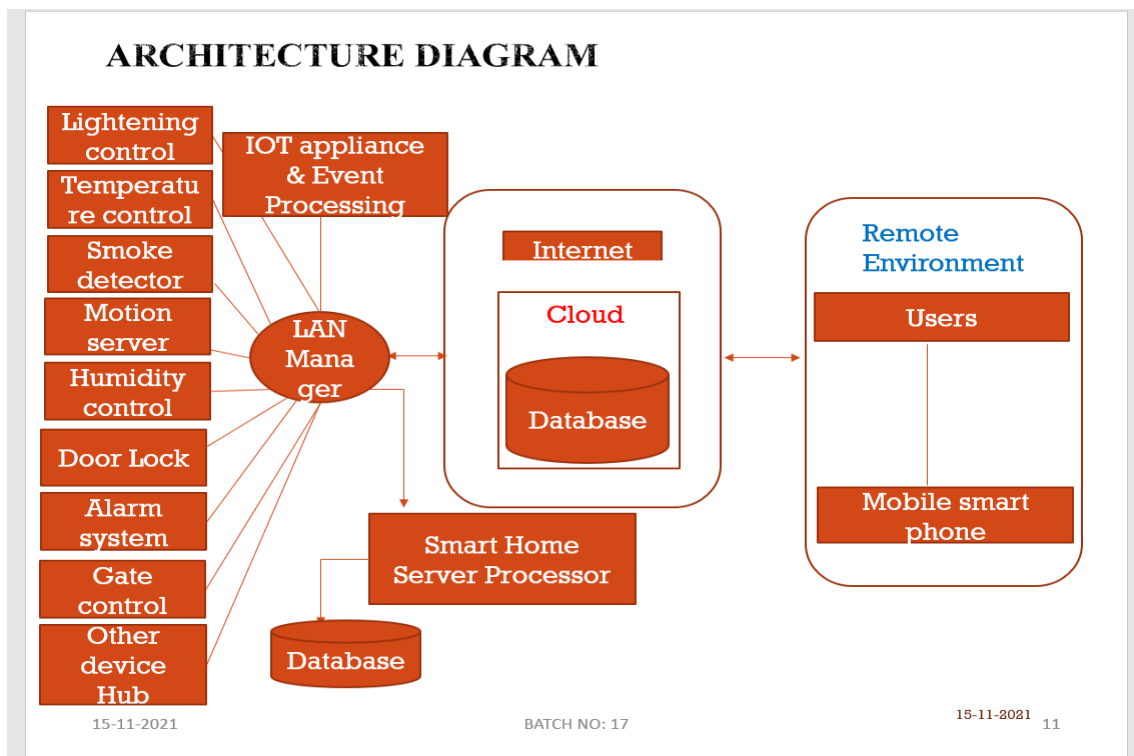 ARCHITECTURE DIAGRAM
Lightening
control
IOT appliance
& Event
Processing
Temperatu
re control
Smoke
detector
Motion
server
Humidity
control
Door Lock
Alarm
system
Gate
control
Other
device
Hub
LAN
Mana
ger
Internet
Cloud
Database
Smart Home
Server Processor
Database
Remote
Environment
Users
Mobile smart
phone
15-11-2021
BATCH NO: 17
15-11-2021
11